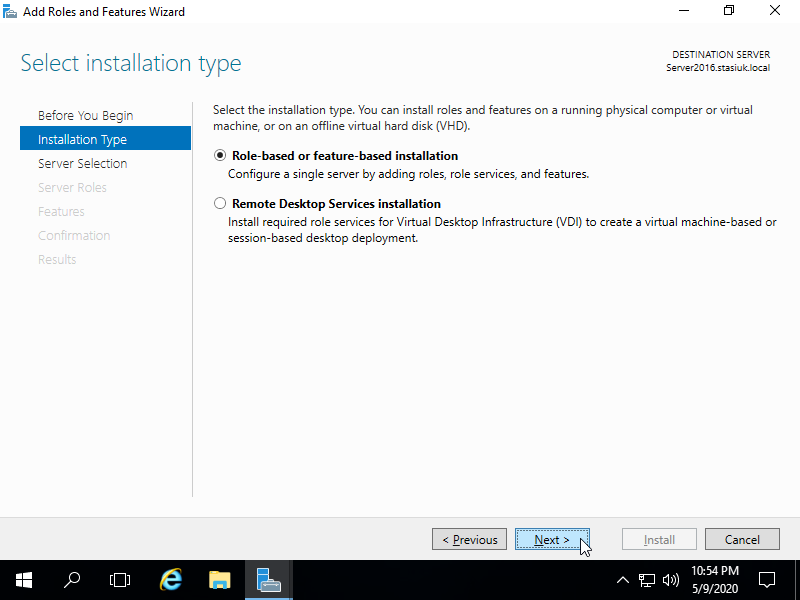 Add Roles and Features Wizard
Select installation type
DESTINATION SERVER
Server2016.stasiuk.local
Before You Begin
Installation Type
Server Selection
Server Roles
Features
Confirmation
Results
Select the installation type. You can install roles and features on a running physical computer or virtual
machine, or on an offline virtual hard disk (VHD).
Role-based or feature-based installation
Configure a single server by adding roles, role services, and features.
Remote Desktop Services installation
Install required role services for Virtual Desktop Infrastructure (VDI) to create a virtual machine-based or
session-based desktop deployment.
< Previous
Next >
Install
Cancel
10:54 PM
5/9/2020